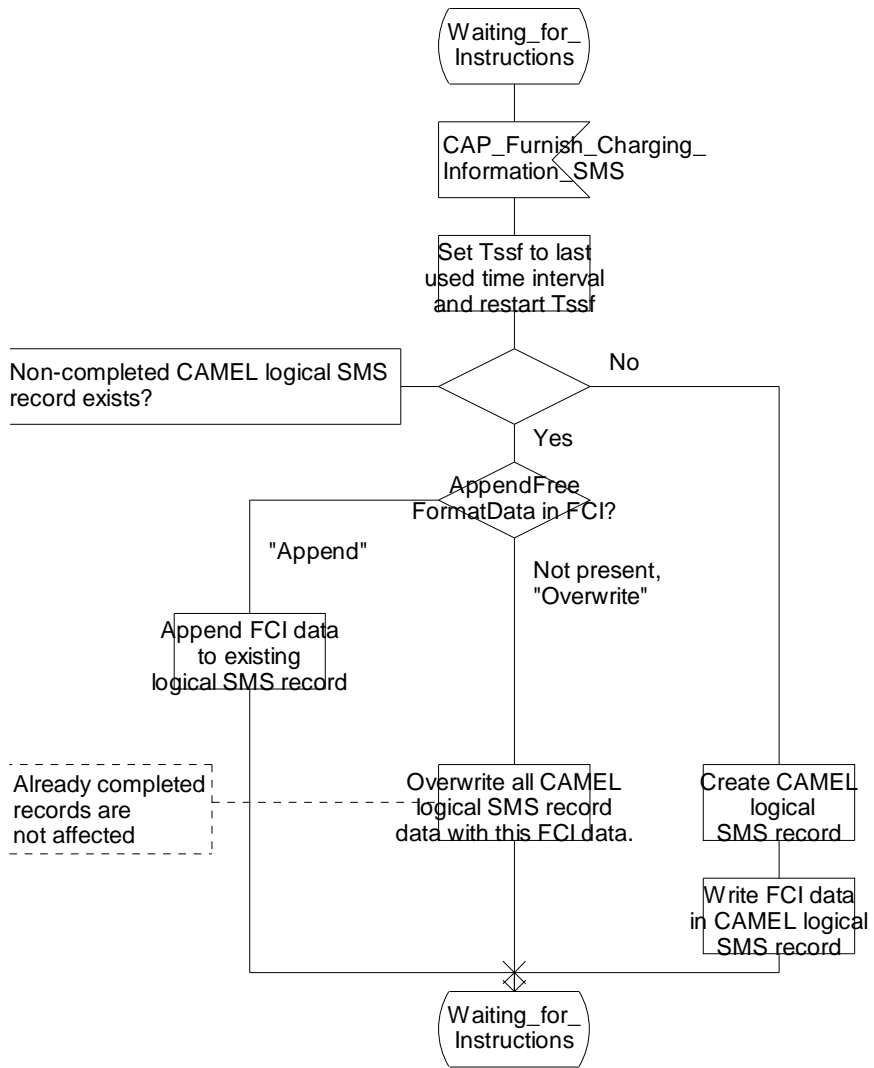 Waiting_for_
Instructions
CAP_Furnish_Charging_
Information_SMS
Set Tssf to last
used time interval
and restart Tssf
Non-completed CAMEL logical SMS
record exists?
No
Yes
AppendFree
FormatData in FCI?
"Append"
Not present,
"Overwrite"
Append FCI data
to existing
logical SMS record
Already completed
records are
not affected
Overwrite all CAMEL
logical SMS record
data with this FCI data.
Create CAMEL
logical
SMS record
Write FCI data
in CAMEL logical
SMS record
Waiting_for_
Instructions